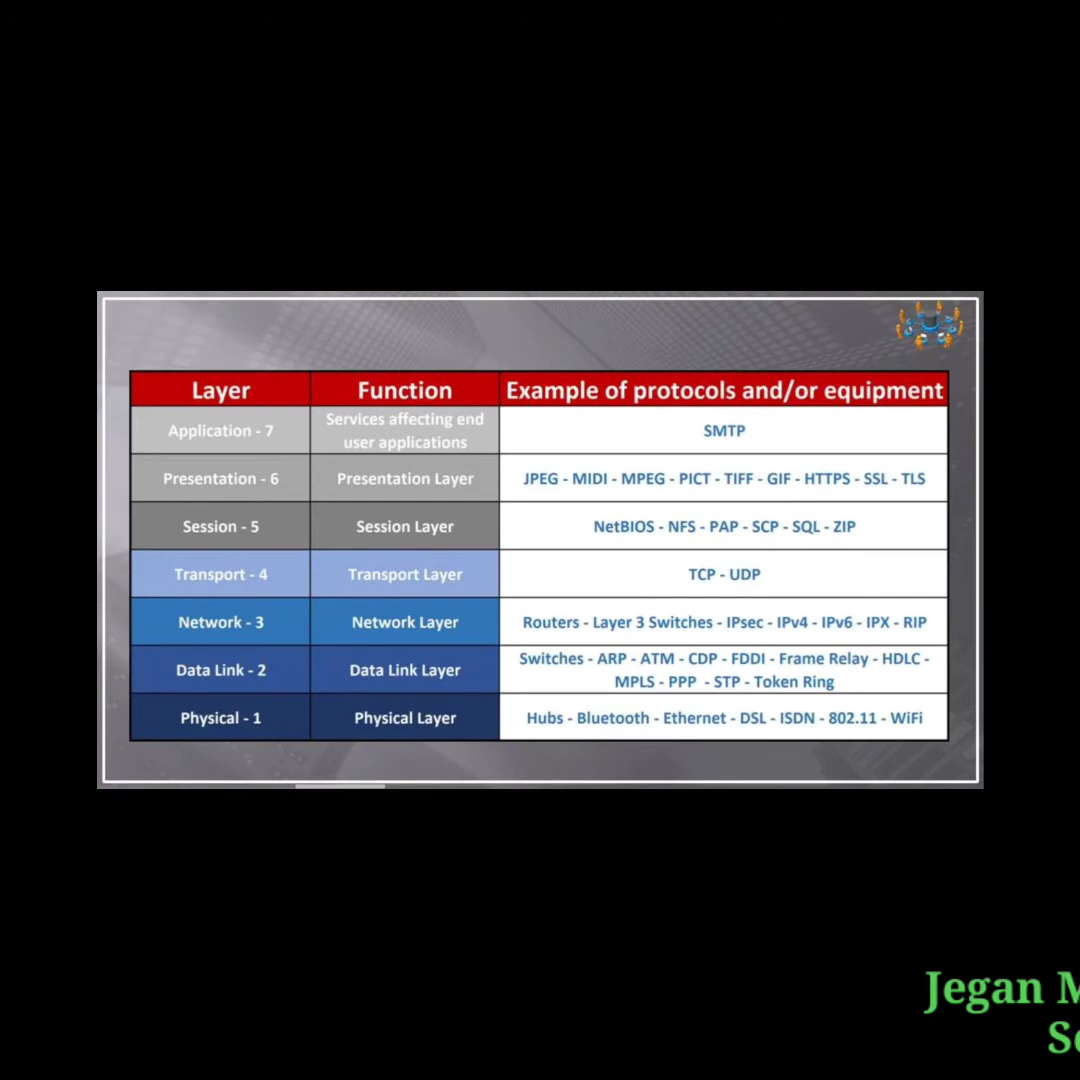 Layer Function Example of protocols and/or equipment
Application - 7 Services affecting end user applications SMTP
Presentation - 6 Presentation Layer JPEG - MIDI - MPEG - PICT - TIFF - GIF - HTTPS - SSL - TLS
Session - 5 Session Layer NetBIOS - NFS - PAP - SCP - SQL - ZIP
Transport - 4 Transport Layer TCP - UDP
Network - 3 Network Layer Routers - Layer 3 Switches - IPsec - IPv4 - IPv6 - IPX - RIP
Data Link - 2 Data Link Layer Switches - ARP - ATM - CDP - FDDI - Frame Relay - HDLC -
MPLS - PPP - STP - Token Ring
Physical - 1 Physical Layer Hubs - Bluetooth - Ethernet - DSL - ISDN - 802.11 - WiFi
Jegan